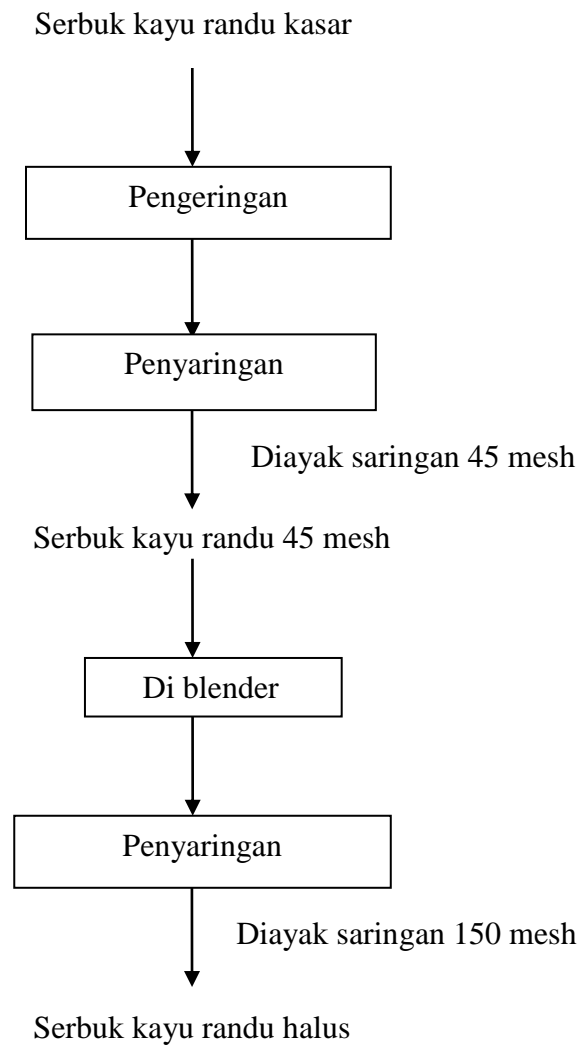 Serbuk kayu randu kasar
Pengeringan
Penyaringan
Diayak saringan 45 mesh
Serbuk kayu randu 45 mesh
Di blender
Penyaringan
Diayak saringan 150 mesh
Serbuk kayu randu halus